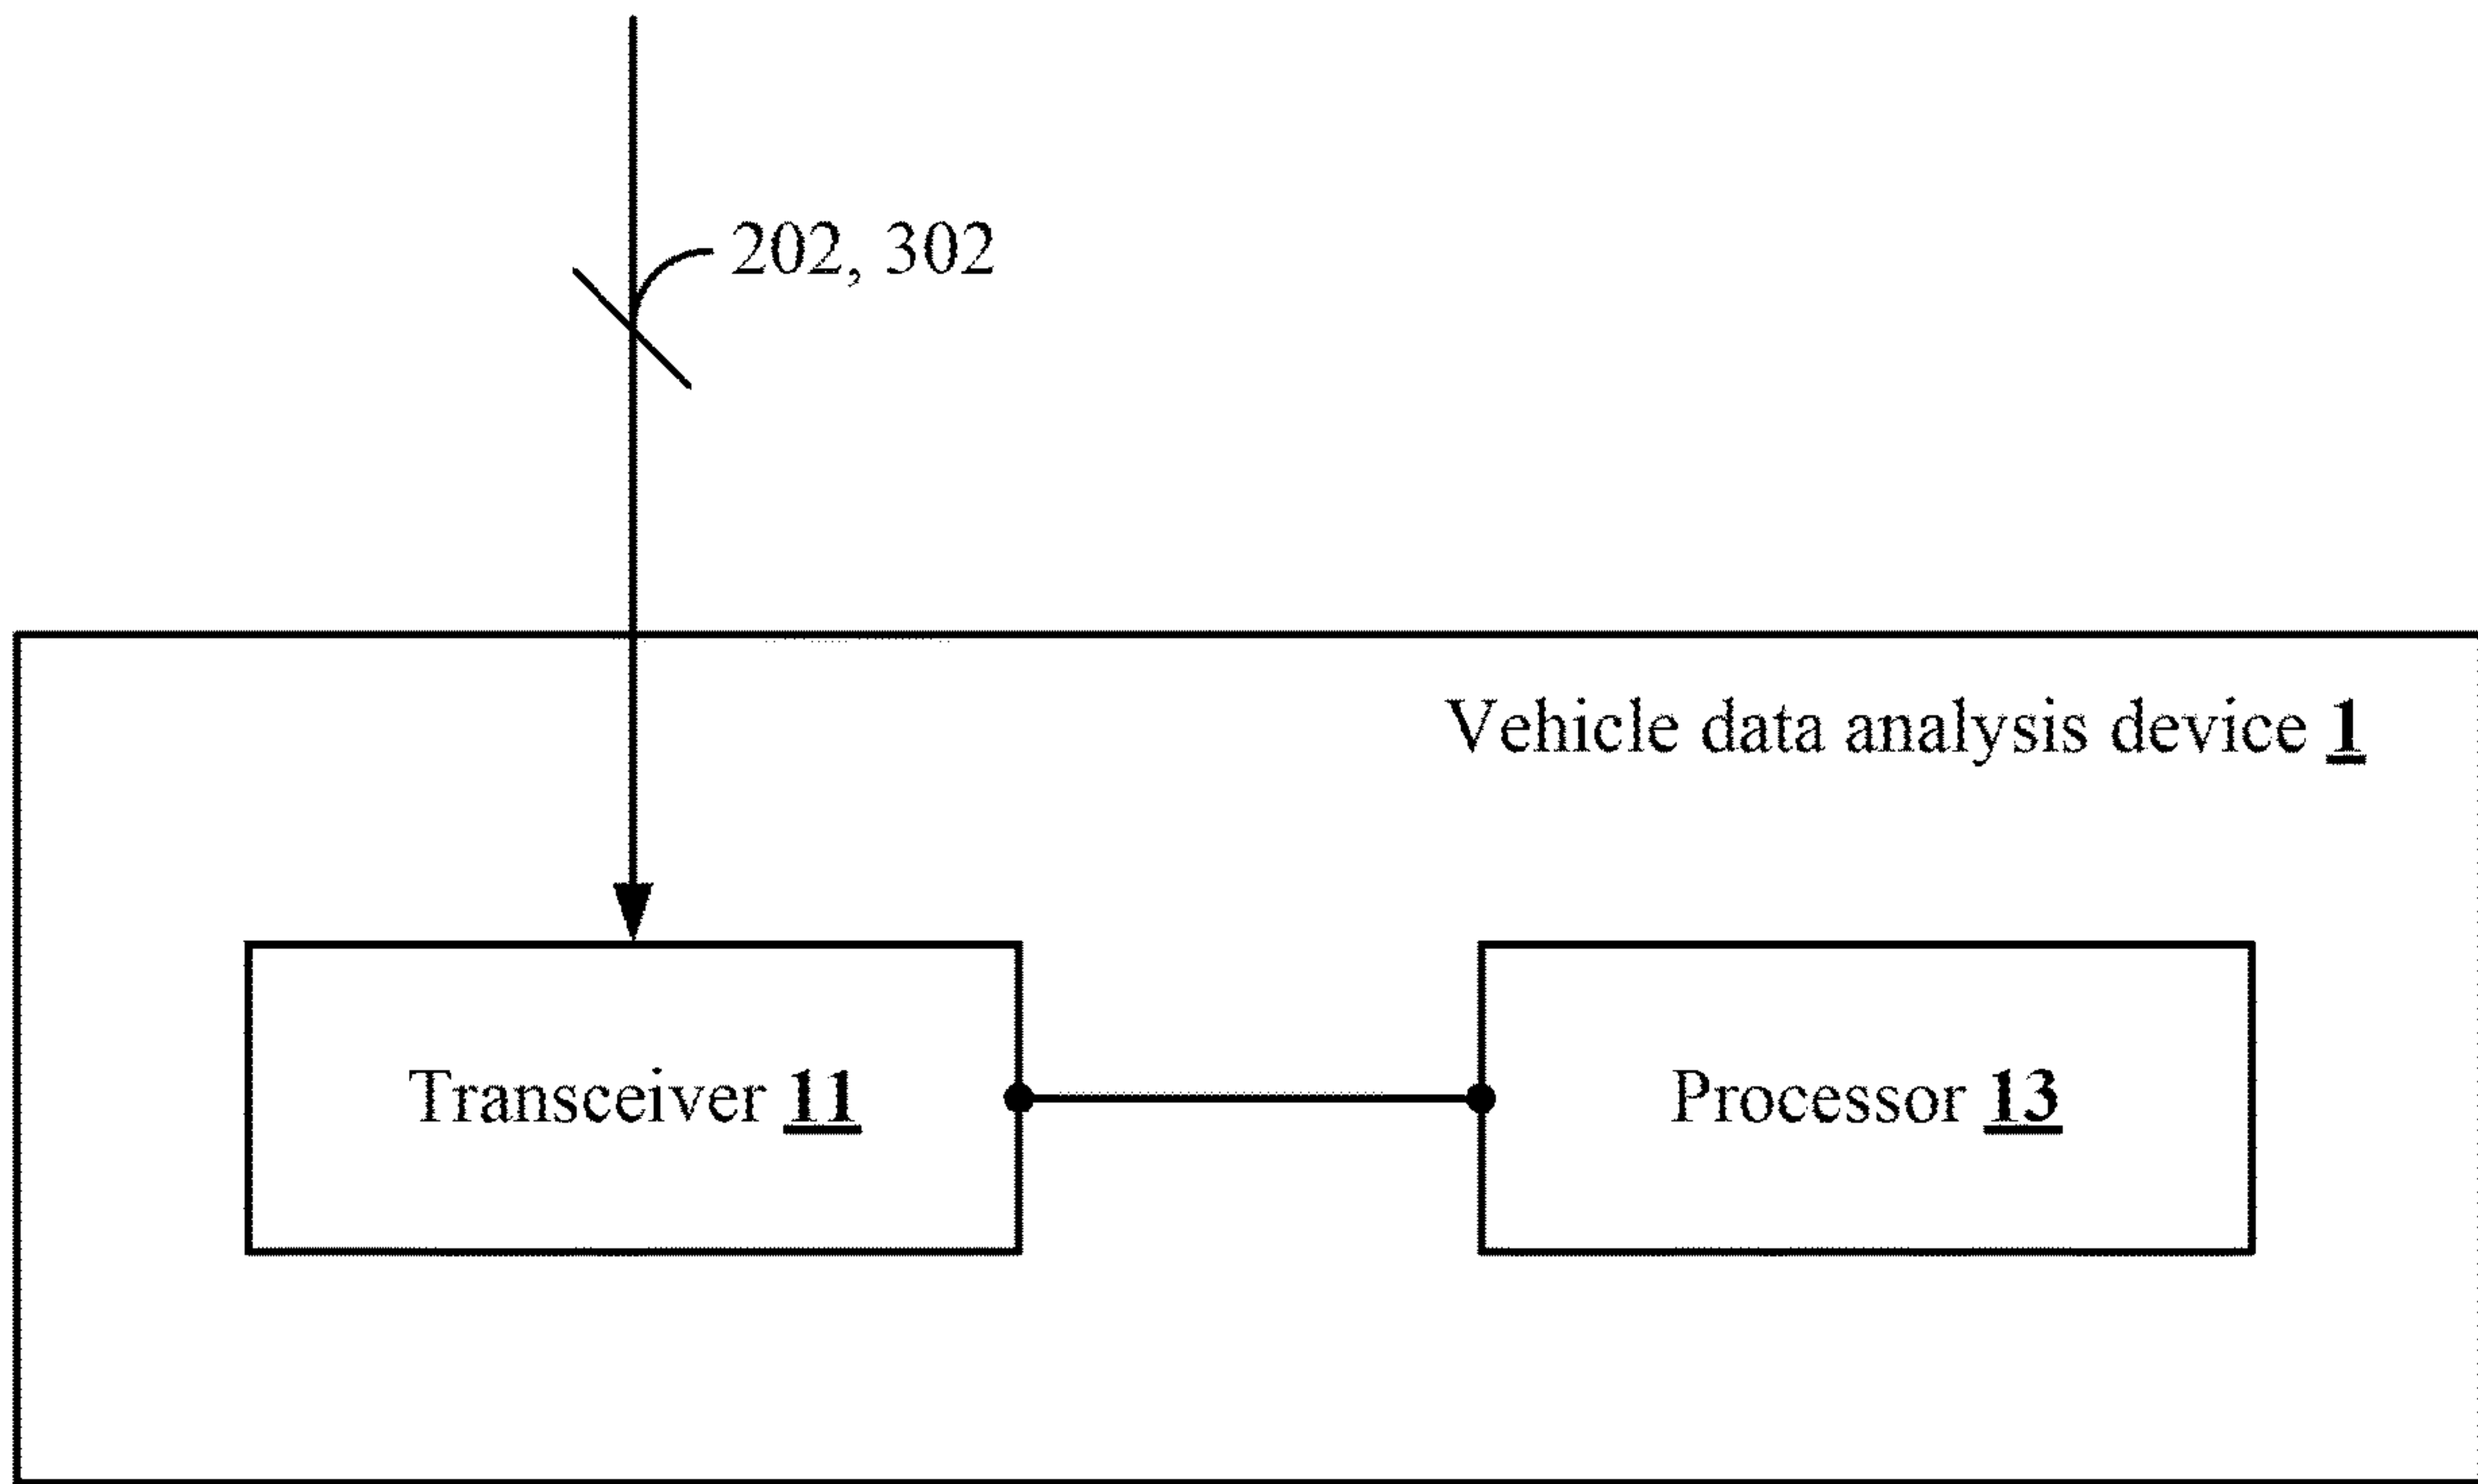 202, 302
Vehicle data analysis device 1
Transceiver 11
Processor 13